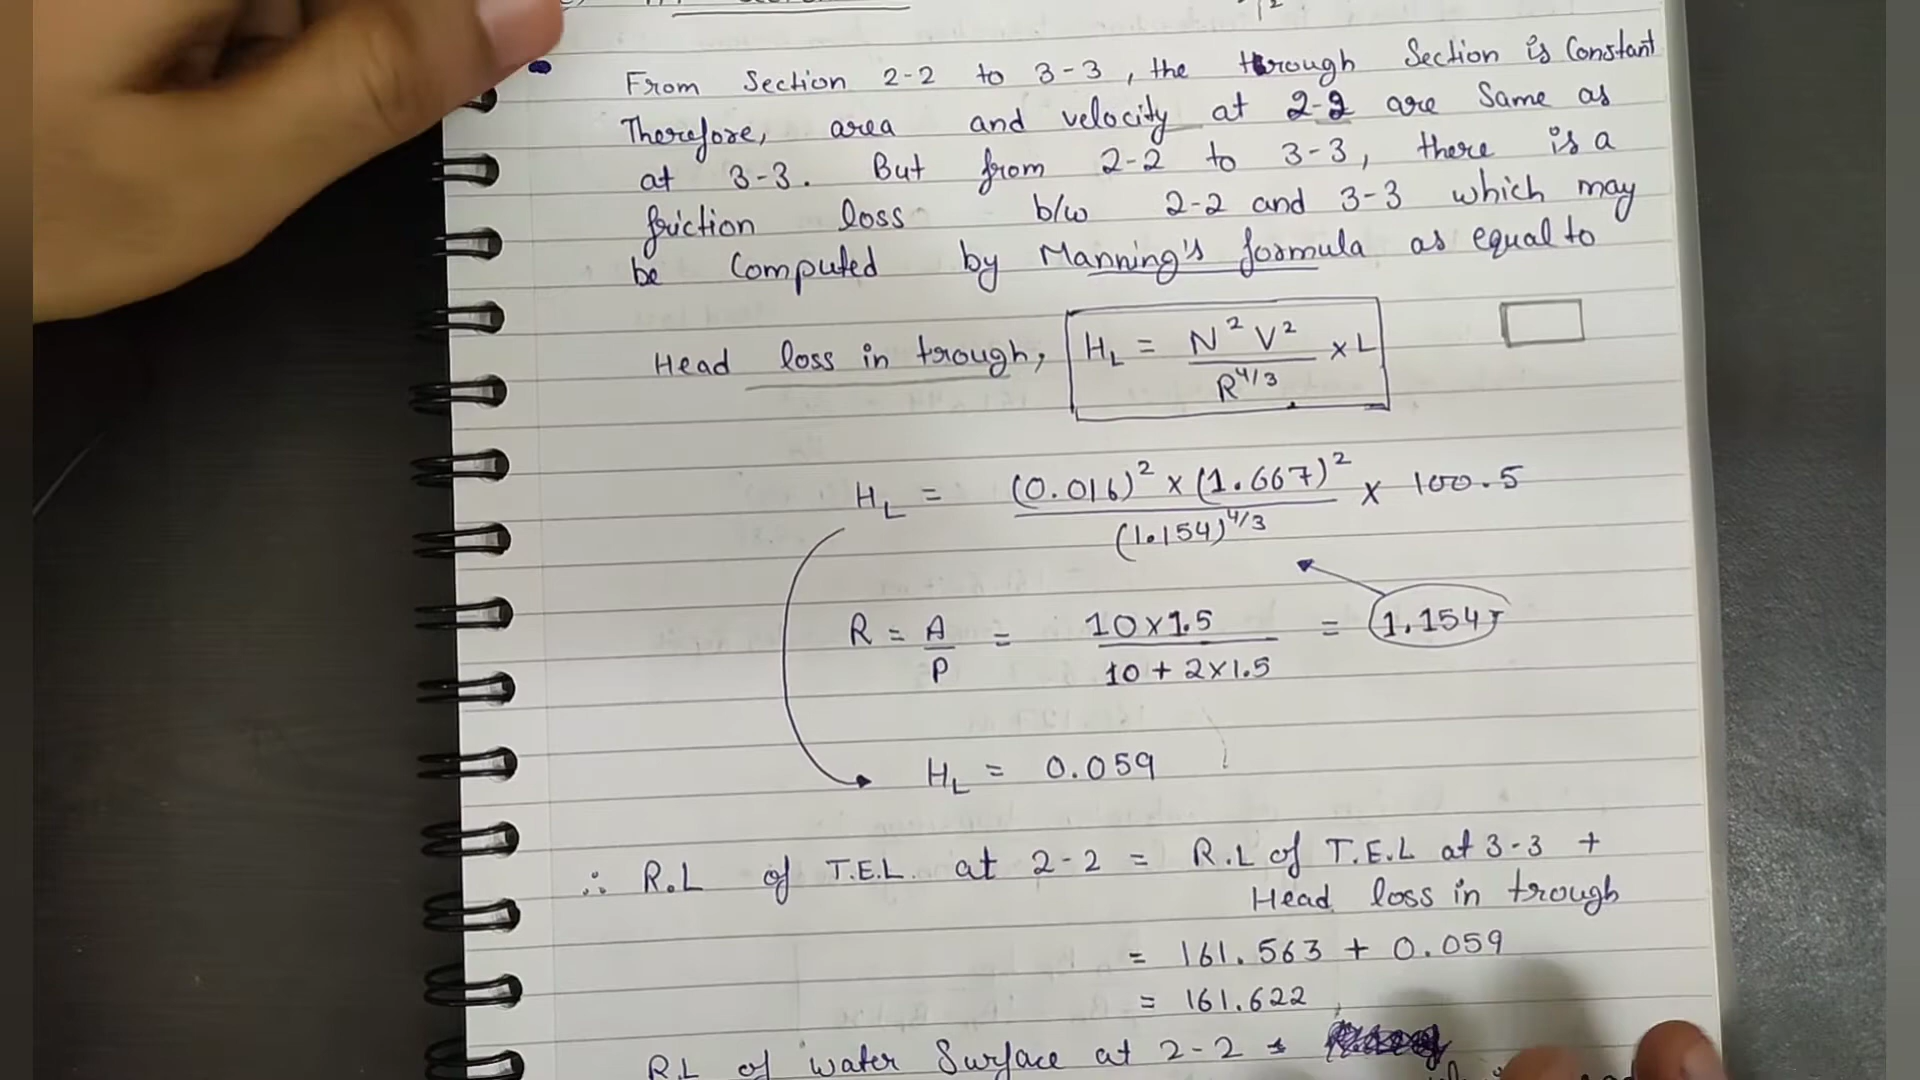 From Section 2-2 to 3-3, the trough Section is Constant
Therefore, area and velocity at 2-2 are Same as
at 3-3. But from 2-2 to 3-3, there is a
friction loss b/w 2-2 and 3-3 which may
be Computed by Manning's formula as equal to
Head loss in trough, H_L = N² V² / R^4/3 × L
H_L = (0.016)² × (1.667)² / (1.154)^4/3 × 100.5
R = A/P = 10×1.5 / 10 + 2×1.5 = 1.154
H_L = 0.059
∴ R.L of T.E.L. at 2-2 = R.L of T.E.L at 3-3 +
Head loss in trough
= 161.563 + 0.059
= 161.622
R.L of water Surface at 2-2